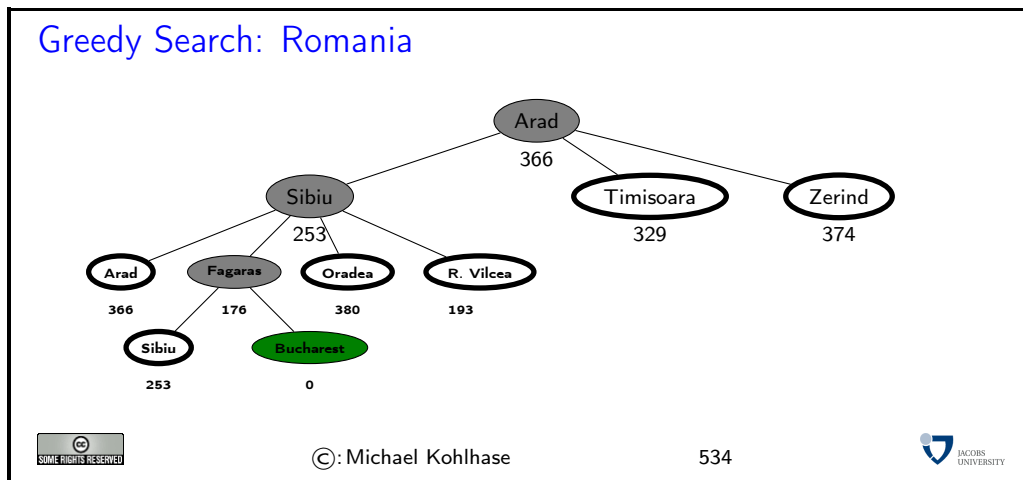 Greedy Search: Romania
Arad
366
Sibiu
Timisoara
Zerind
253
329
374
Arad
Fagaras
Oradea
R. Vilcea
366
176
380
193
Sibiu
Bucharest
253
0
cc
SOME RIGHTS RESERVED
©: Michael Kohlhase
534
JACOBS
UNIVERSITY